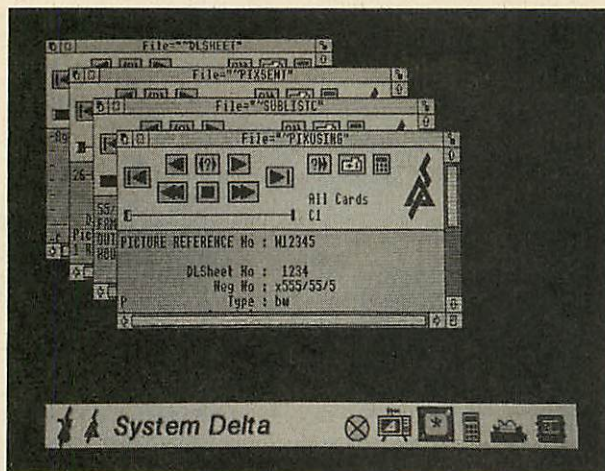 File="^DLSHEET"
File="^PIXSENT"
File="^SUBLISTC"
File="^PIXUSING"
All Cards
C1
PICTURE REFERENCE No : W12345
DLSheet No : 1234
Neg No : x555/55/5
Type : bw
P
System Delta